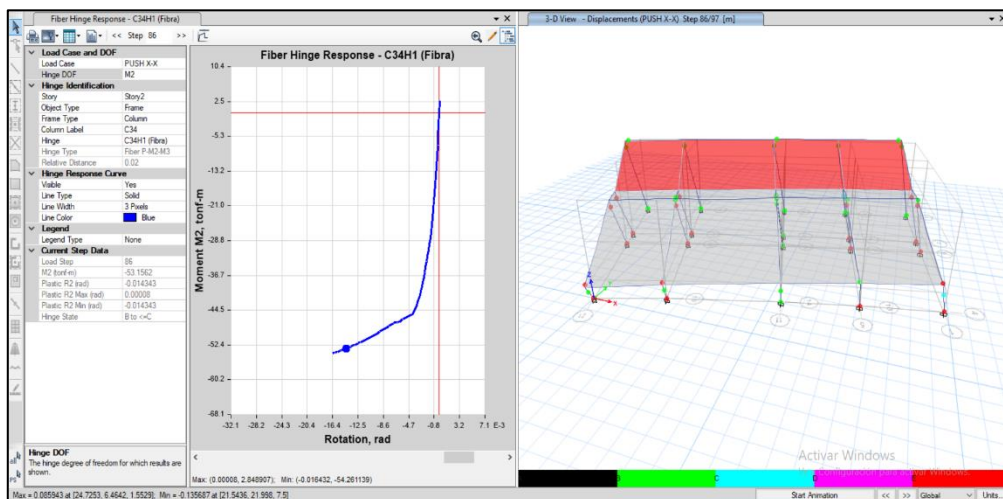 Fiber Hinge Response - C34H1 (Fibra)
<< Step 86 >>
Load Case and DOF
Load Case PUSH X-X
Hinge DOF M2
Hinge Identification
Story Story2
Object Type Frame
Frame Type Column
Column Label C34
Hinge C34H1 (Fibra)
Hinge Type Fiber P-M2-M3
Relative Distance 0.02
Hinge Response Curve
Visible Yes
Line Type Solid
Line Width 3 Pixels
Line Color Blue
Legend
Legend Type None
Current Step Data
Load Step 86
M2 (tonf-m) -53.1562
Plastic R2 (rad) -0.014343
Plastic R2 Max (rad) 0.00008
Plastic R2 Min (rad) -0.014343
Hinge State B to <=C
Hinge DOF
The hinge degree of freedom for which results are shown.
Fiber Hinge Response - C34H1 (Fibra)
Moment M2, tonf-m
10.4
2.5
-5.3
-13.2
-21.0
-28.8
-36.7
-44.5
-52.4
-60.2
-68.1
-32.1 -28.2 -24.3 -20.4 -16.4 -12.5 -8.6 -4.7 -0.8 3.2 7.1 E-3
Rotation, rad
Max: (0.00008, 2.848907); Min: (-0.016432, -54.261139)
3-D View - Displacements (PUSH X-X) Step 86/97 [m]
Z
Y
X
Activar Windows
B C D E
Max = 0.085943 at [24.7253, 6.4642, 1.5529]; Min = -0.135687 at [21.5436, 21.998, 7.5]
Start Animation << >> Global Units...